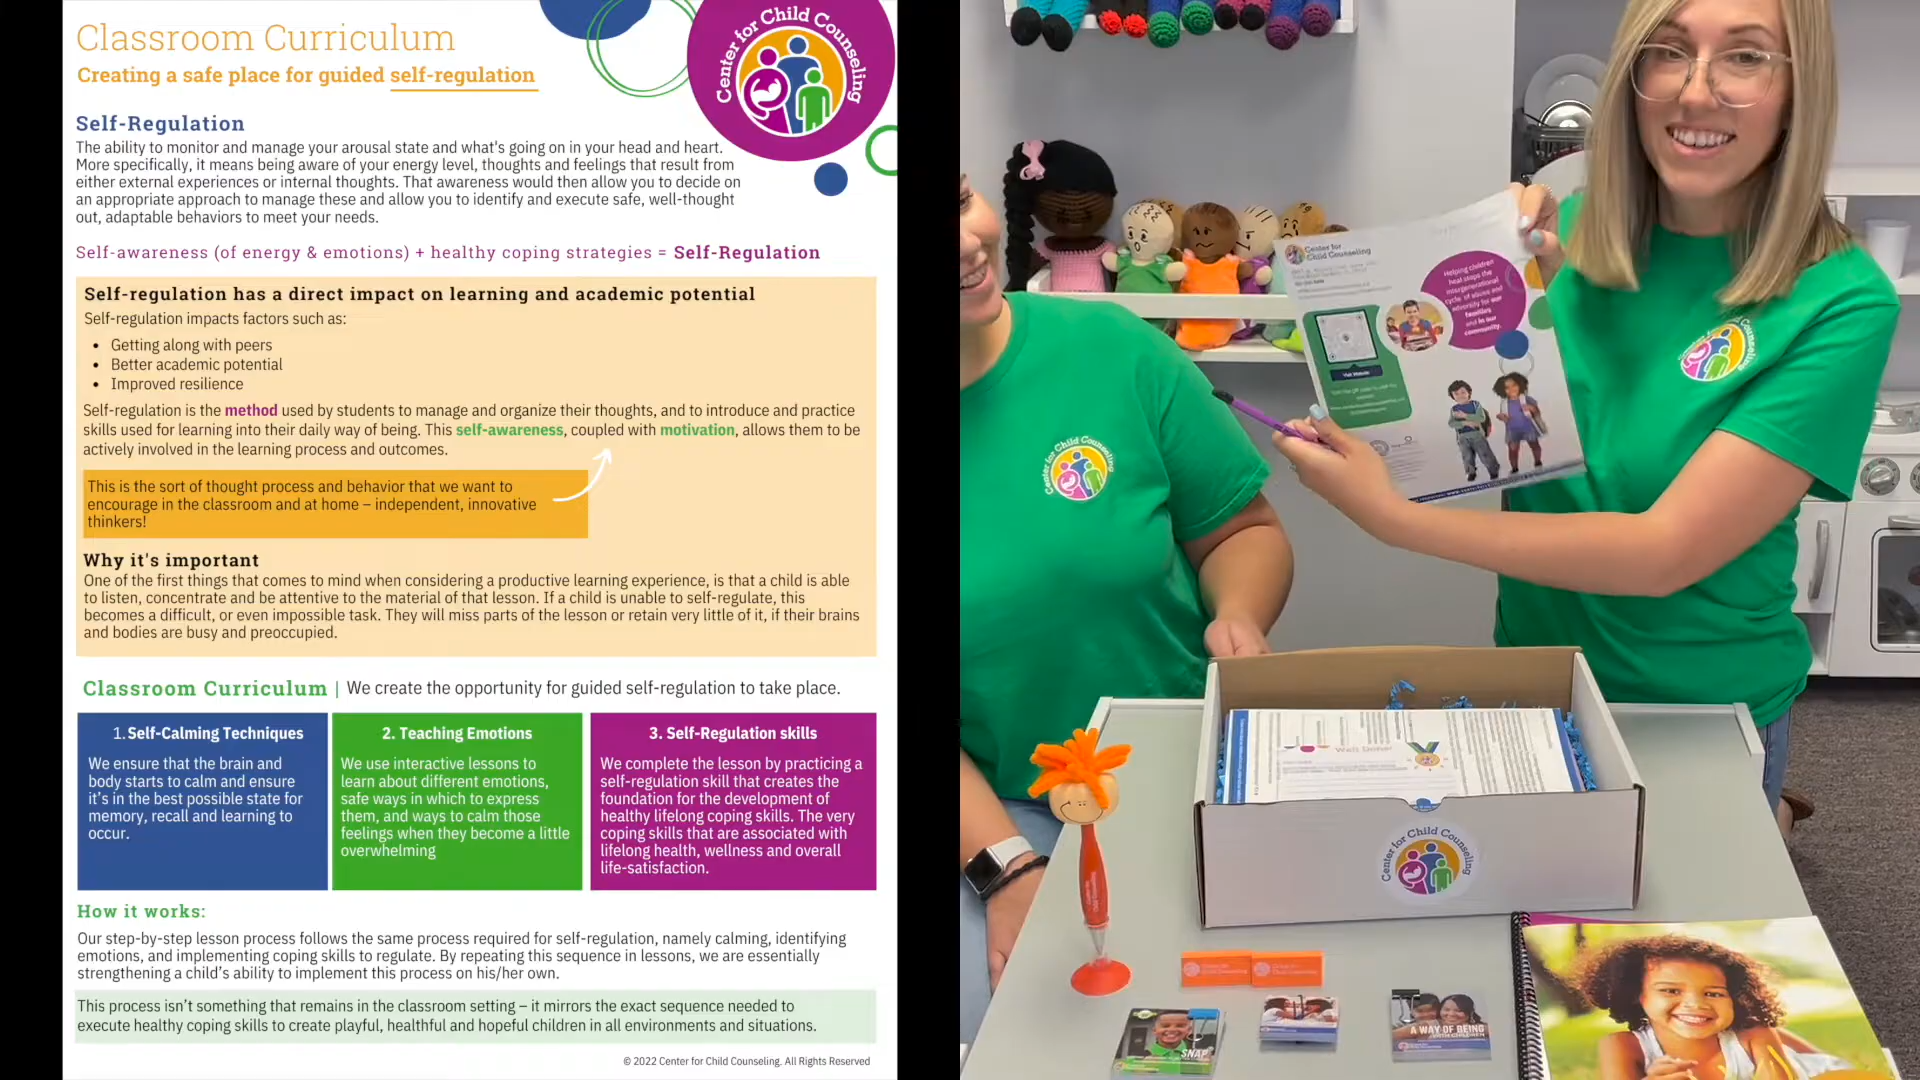 Classroom Curriculum
Creating a safe place for guided self-regulation
Center for Child Counseling
Self-Regulation
The ability to monitor and manage your arousal state and what's going on in your head and heart.
More specifically, it means being aware of your energy level, thoughts and feelings that result from
either external experiences or internal thoughts. That awareness would then allow you to decide on
an appropriate approach to manage these and allow you to identify and execute safe, well-thought
out, adaptable behaviors to meet your needs.
Self-awareness (of energy & emotions) + healthy coping strategies = Self-Regulation
Self-regulation has a direct impact on learning and academic potential
Self-regulation impacts factors such as:
• Getting along with peers
• Better academic potential
• Improved resilience
Self-regulation is the method used by students to manage and organize their thoughts, and to introduce and practice
skills used for learning into their daily way of being. This self-awareness, coupled with motivation, allows them to be
actively involved in the learning process and outcomes.
This is the sort of thought process and behavior that we want to
encourage in the classroom and at home – independent, innovative
thinkers!
Why it's important
One of the first things that comes to mind when considering a productive learning experience, is that a child is able
to listen, concentrate and be attentive to the material of that lesson. If a child is unable to self-regulate, this
becomes a difficult, or even impossible task. They will miss parts of the lesson or retain very little of it, if their brains
and bodies are busy and preoccupied.
Classroom Curriculum | We create the opportunity for guided self-regulation to take place.
1. Self-Calming Techniques
We ensure that the brain and
body starts to calm and ensure
it's in the best possible state for
memory, recall and learning to
occur.
2. Teaching Emotions
We use interactive lessons to
learn about different emotions,
safe ways in which to express
them, and ways to calm those
feelings when they become a little
overwhelming
3. Self-Regulation skills
We complete the lesson by practicing a
self-regulation skill that creates the
foundation for the development of
healthy lifelong coping skills. The very
coping skills that are associated with
lifelong health, wellness and overall
life-satisfaction.
How it works:
Our step-by-step lesson process follows the same process required for self-regulation, namely calming, identifying
emotions, and implementing coping skills to regulate. By repeating this sequence in lessons, we are essentially
strengthening a child's ability to implement this process on his/her own.
This process isn't something that remains in the classroom setting – it mirrors the exact sequence needed to
execute healthy coping skills to create playful, healthful and hopeful children in all environments and situations.
© 2022 Center for Child Counseling. All Rights Reserved
Center for
Child Counseling
Helping children
heal stops the
intergenerational
cycle of abuse and
adversity for our
families
and in our
community.
Visit Website
Center for Child Counseling
Center for Child Counseling
Well Done!
Center for Child Counseling
SNAP
A WAY OF BEING
WITH CHILDREN